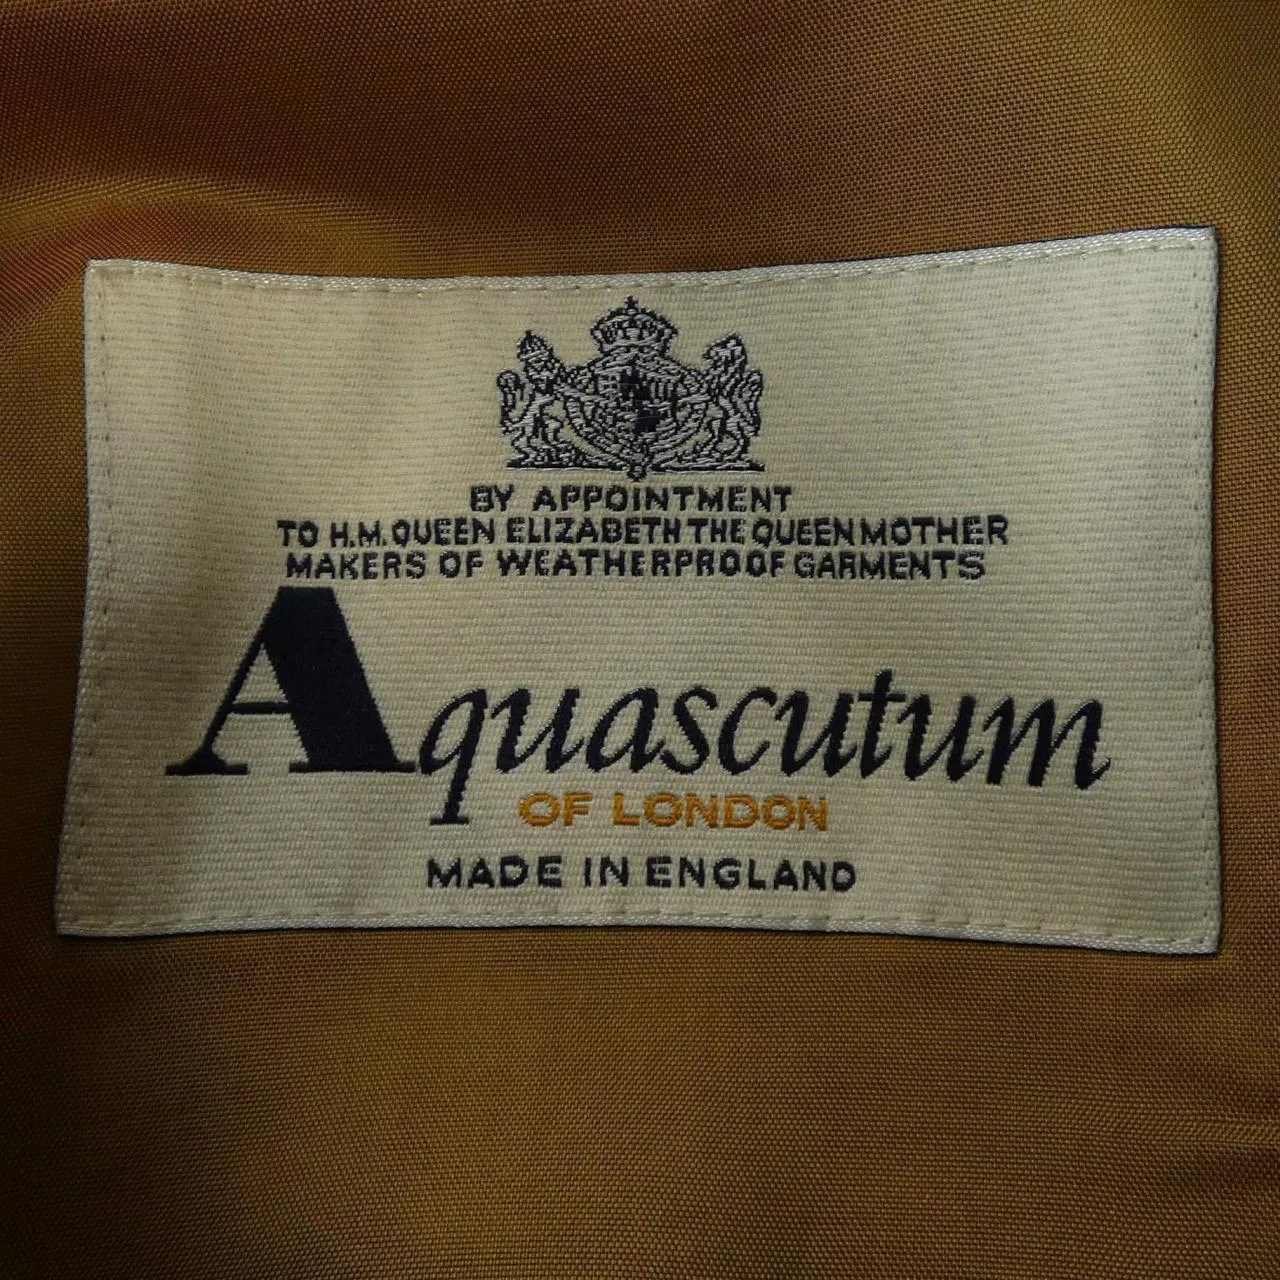 BY APPOINTMENT
TO H.M. QUEEN ELIZABETH THE QUEEN MOTHER
MAKERS OF WEATHERPROOF GARMENTS
Aquascutum
OF LONDON
MADE IN ENGLAND